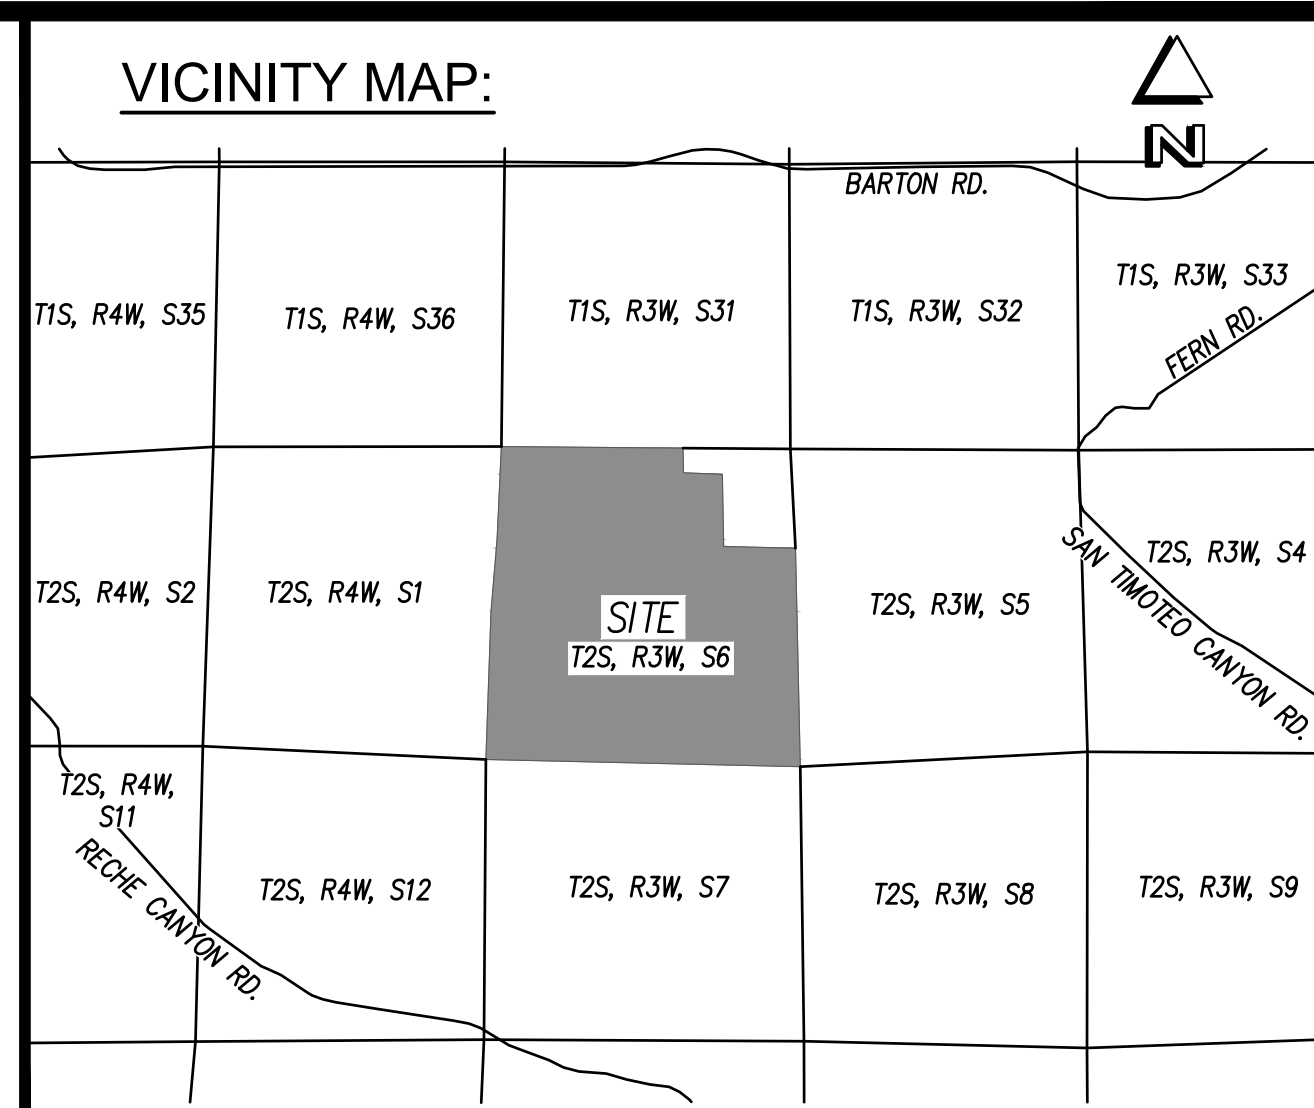 VICINITY MAP:
N
BARTON RD.
T1S, R4W, S35
T1S, R4W, S36
T1S, R3W, S31
T1S, R3W, S32
T1S, R3W, S33
FERN RD.
T2S, R4W, S2
T2S, R4W, S1
SITE
T2S, R3W, S6
T2S, R3W, S5
T2S, R3W, S4
SAN TIMOTEO CANYON RD.
T2S, R4W,
S11
RECHE CANYON RD.
T2S, R4W, S12
T2S, R3W, S7
T2S, R3W, S8
T2S, R3W, S9